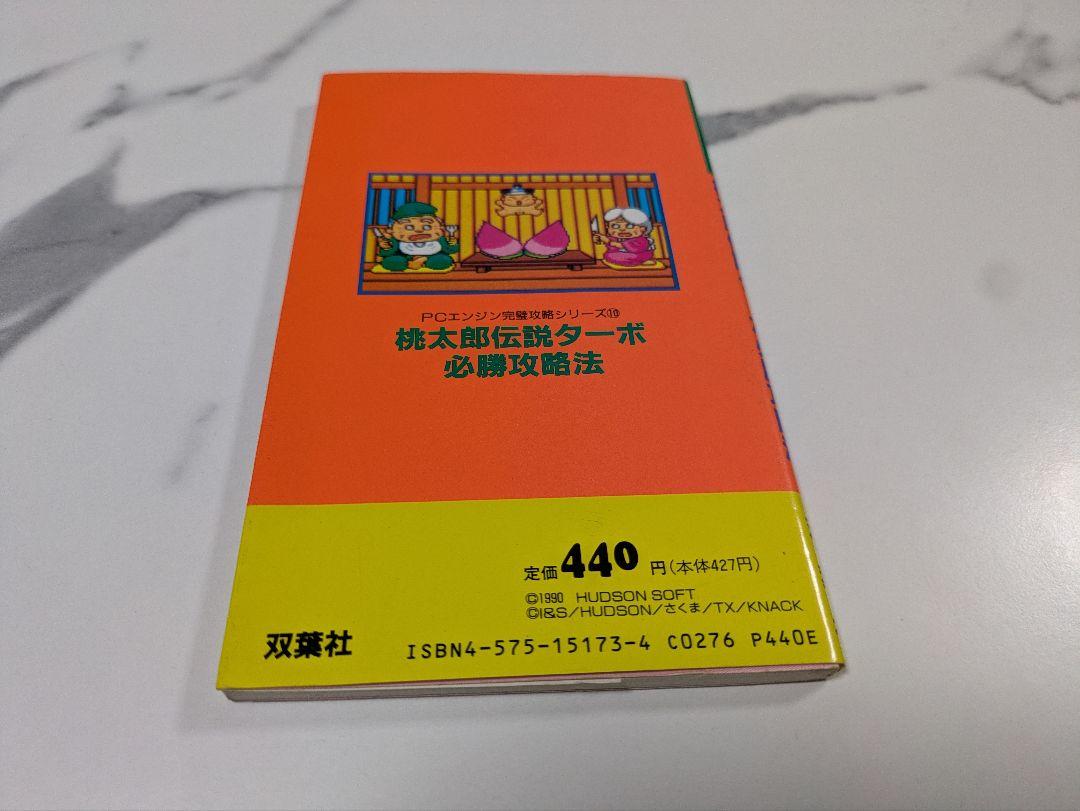 PCエンジン完璧攻略シリーズ⑩
桃太郎伝説ターボ
必勝攻略法
定価440円(本体427円)
©1990 HUDSON SOFT
©I&S/HUDSON/さくま/TX/KNACK
双葉社
ISBN4-575-15173-4 C0276 P440E